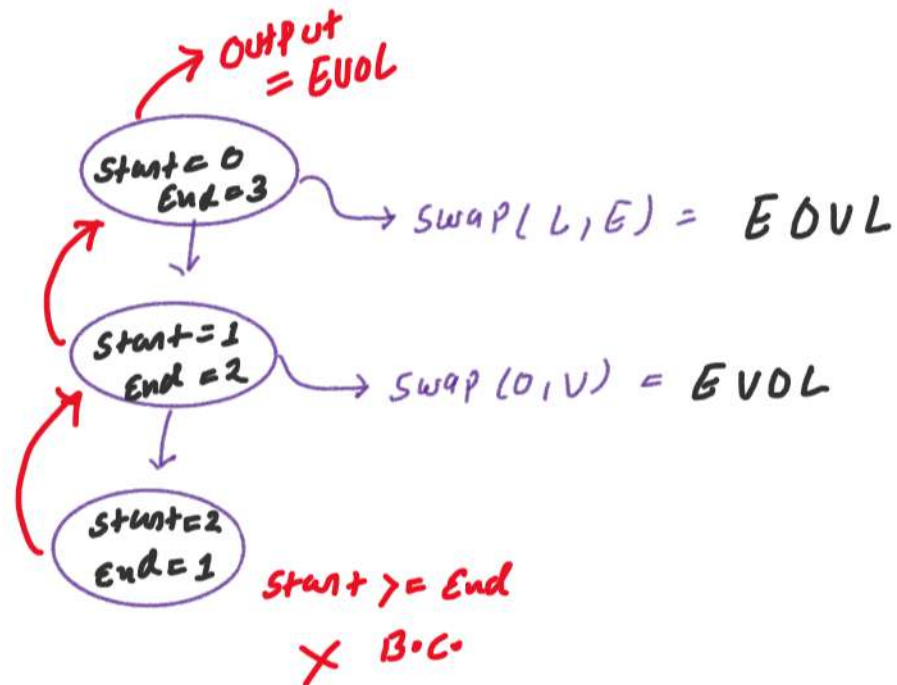 Output
= EVOL
Start = 0
End = 3
Swap(L,E) = EOVL
Start = 1
End = 2
Swap(O,V) = EVOL
Start = 2
End = 1
Start >= End
X B.C.